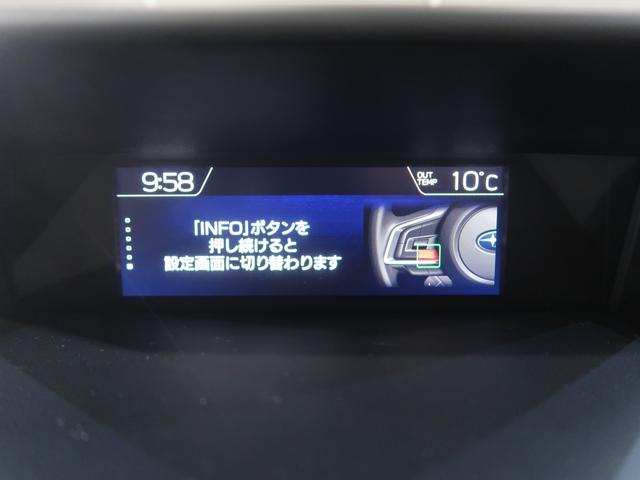 9:58
OUT TEMP 10℃
「INFO」ボタンを
押し続けると
設定画面に切り替わります